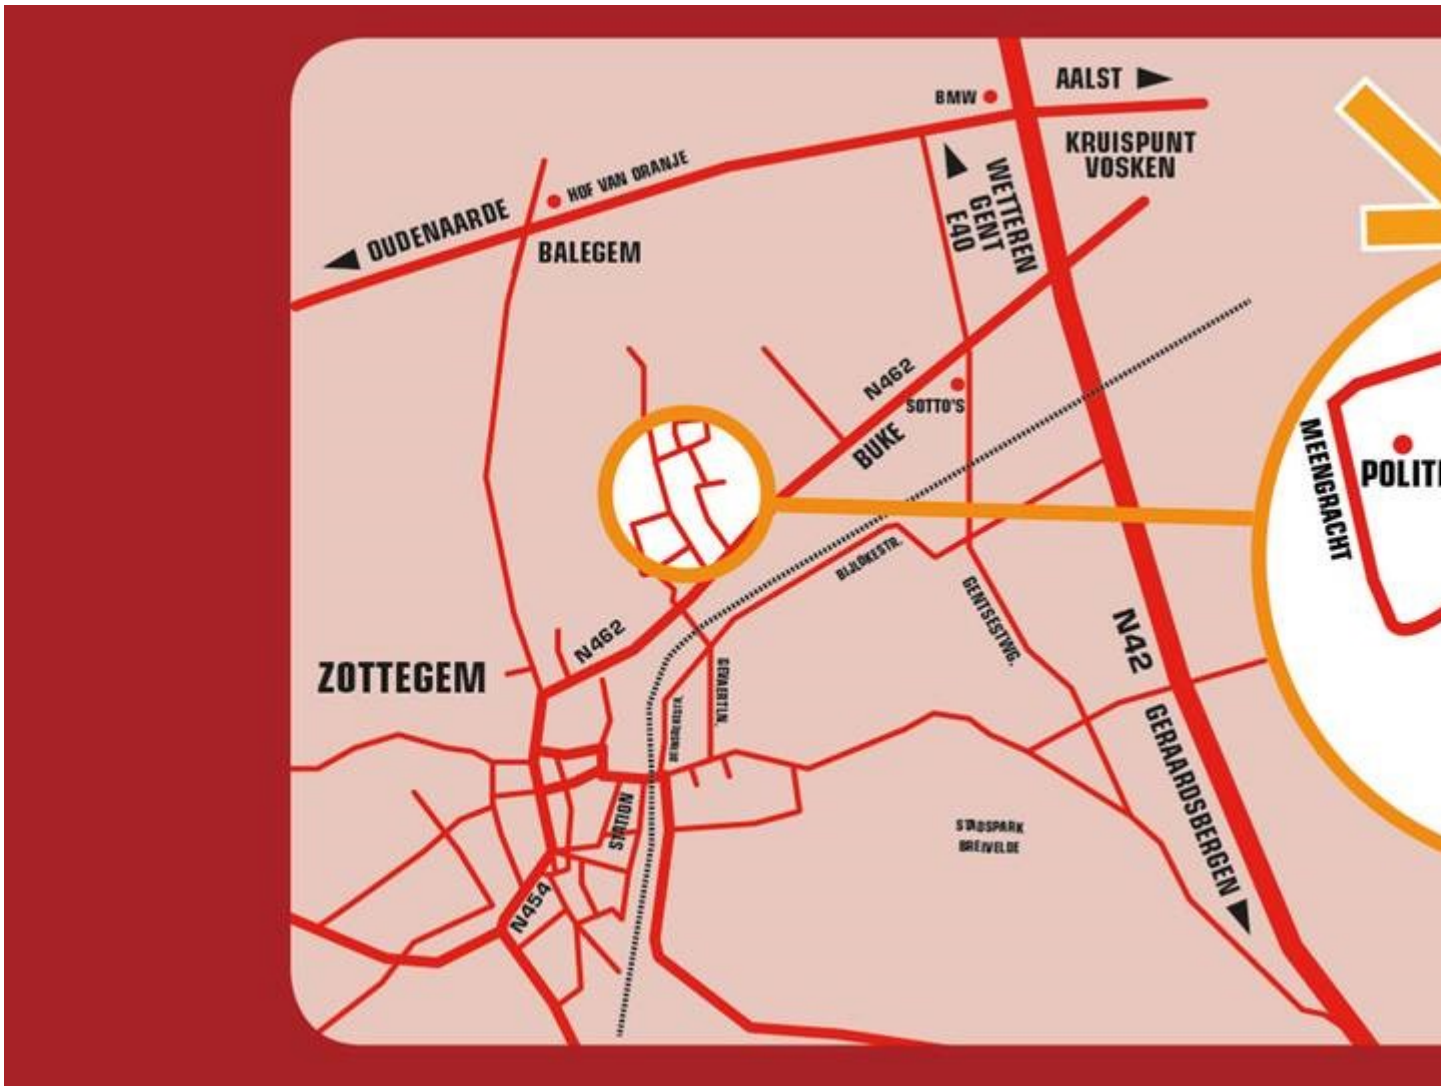 BMW
AALST
KRUISPUNT
VOSKEN
HOF VAN ORANJE
OUDENAARDE
BALEGEM
WETTEREN
GENT
E40
N462
SOTTO'S
BUKE
MEENGRACHT
POLITI
BIJLOKESTR.
GENTSESTWG.
N462
N42
ZOTTEGEM
GEVAERTLN.
GERAARDSBERGEN
STATION
STADSPARK
BREIVELDE
N454